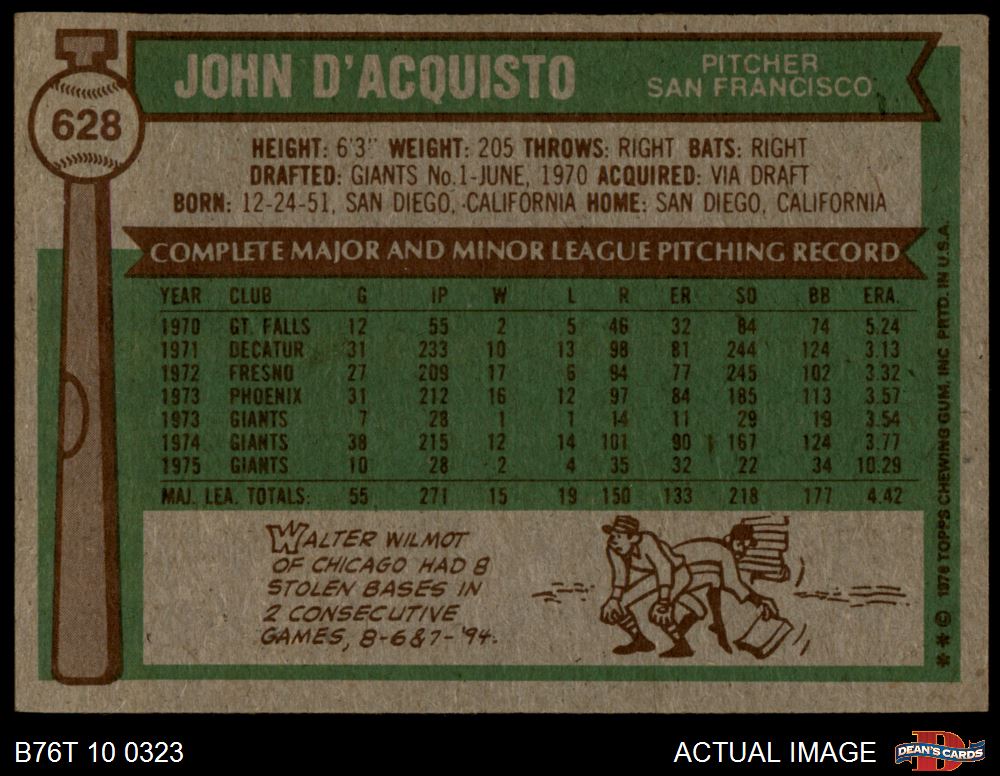 628
JOHN D'ACQUISTO
PITCHER
SAN FRANCISCO
HEIGHT: 6'3" WEIGHT: 205 THROWS: RIGHT BATS: RIGHT
DRAFTED: GIANTS No.1-JUNE, 1970 ACQUIRED: VIA DRAFT
BORN: 12-24-51, SAN DIEGO, CALIFORNIA HOME: SAN DIEGO, CALIFORNIA
COMPLETE MAJOR AND MINOR LEAGUE PITCHING RECORD
YEAR CLUB G IP W L R ER SO BB ERA.
1970 GT. FALLS 12 55 2 5 46 32 84 74 5.24
1971 DECATUR 31 233 10 13 98 81 244 124 3.13
1972 FRESNO 27 209 17 6 94 77 245 102 3.32
1973 PHOENIX 31 212 16 12 97 84 185 113 3.57
1973 GIANTS 7 28 1 1 14 11 29 19 3.54
1974 GIANTS 38 215 12 14 101 90 167 124 3.77
1975 GIANTS 10 28 2 4 35 32 22 34 10.29
MAJ. LEA. TOTALS: 55 271 15 19 150 133 218 177 4.42
WALTER WILMOT
OF CHICAGO HAD 8
STOLEN BASES IN
2 CONSECUTIVE
GAMES, 8-6&7-'94.
** © 1976 TOPPS CHEWING GUM, INC. PRTD. IN U.S.A.
B76T 10 0323
ACTUAL IMAGE
DEAN'S CARDS